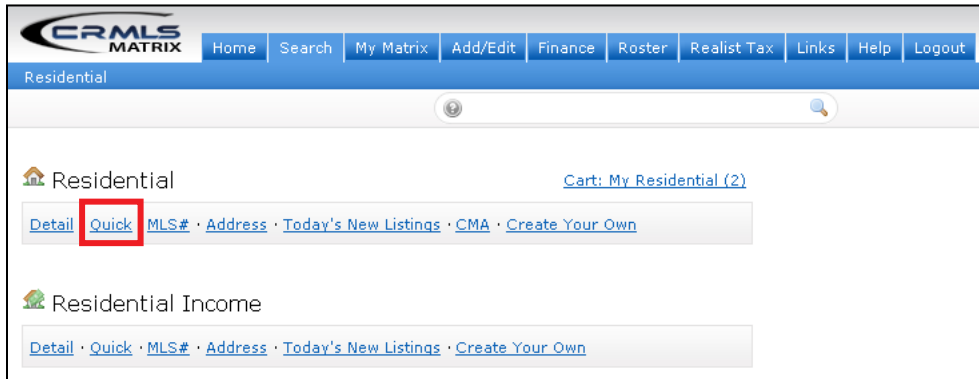 CRMLS
MATRIX
Home Search My Matrix Add/Edit Finance Roster Realist Tax Links Help Logout
Residential
Residential Cart: My Residential (2)
Detail Quick MLS# · Address · Today's New Listings · CMA · Create Your Own
Residential Income
Detail · Quick · MLS# · Address · Today's New Listings · Create Your Own